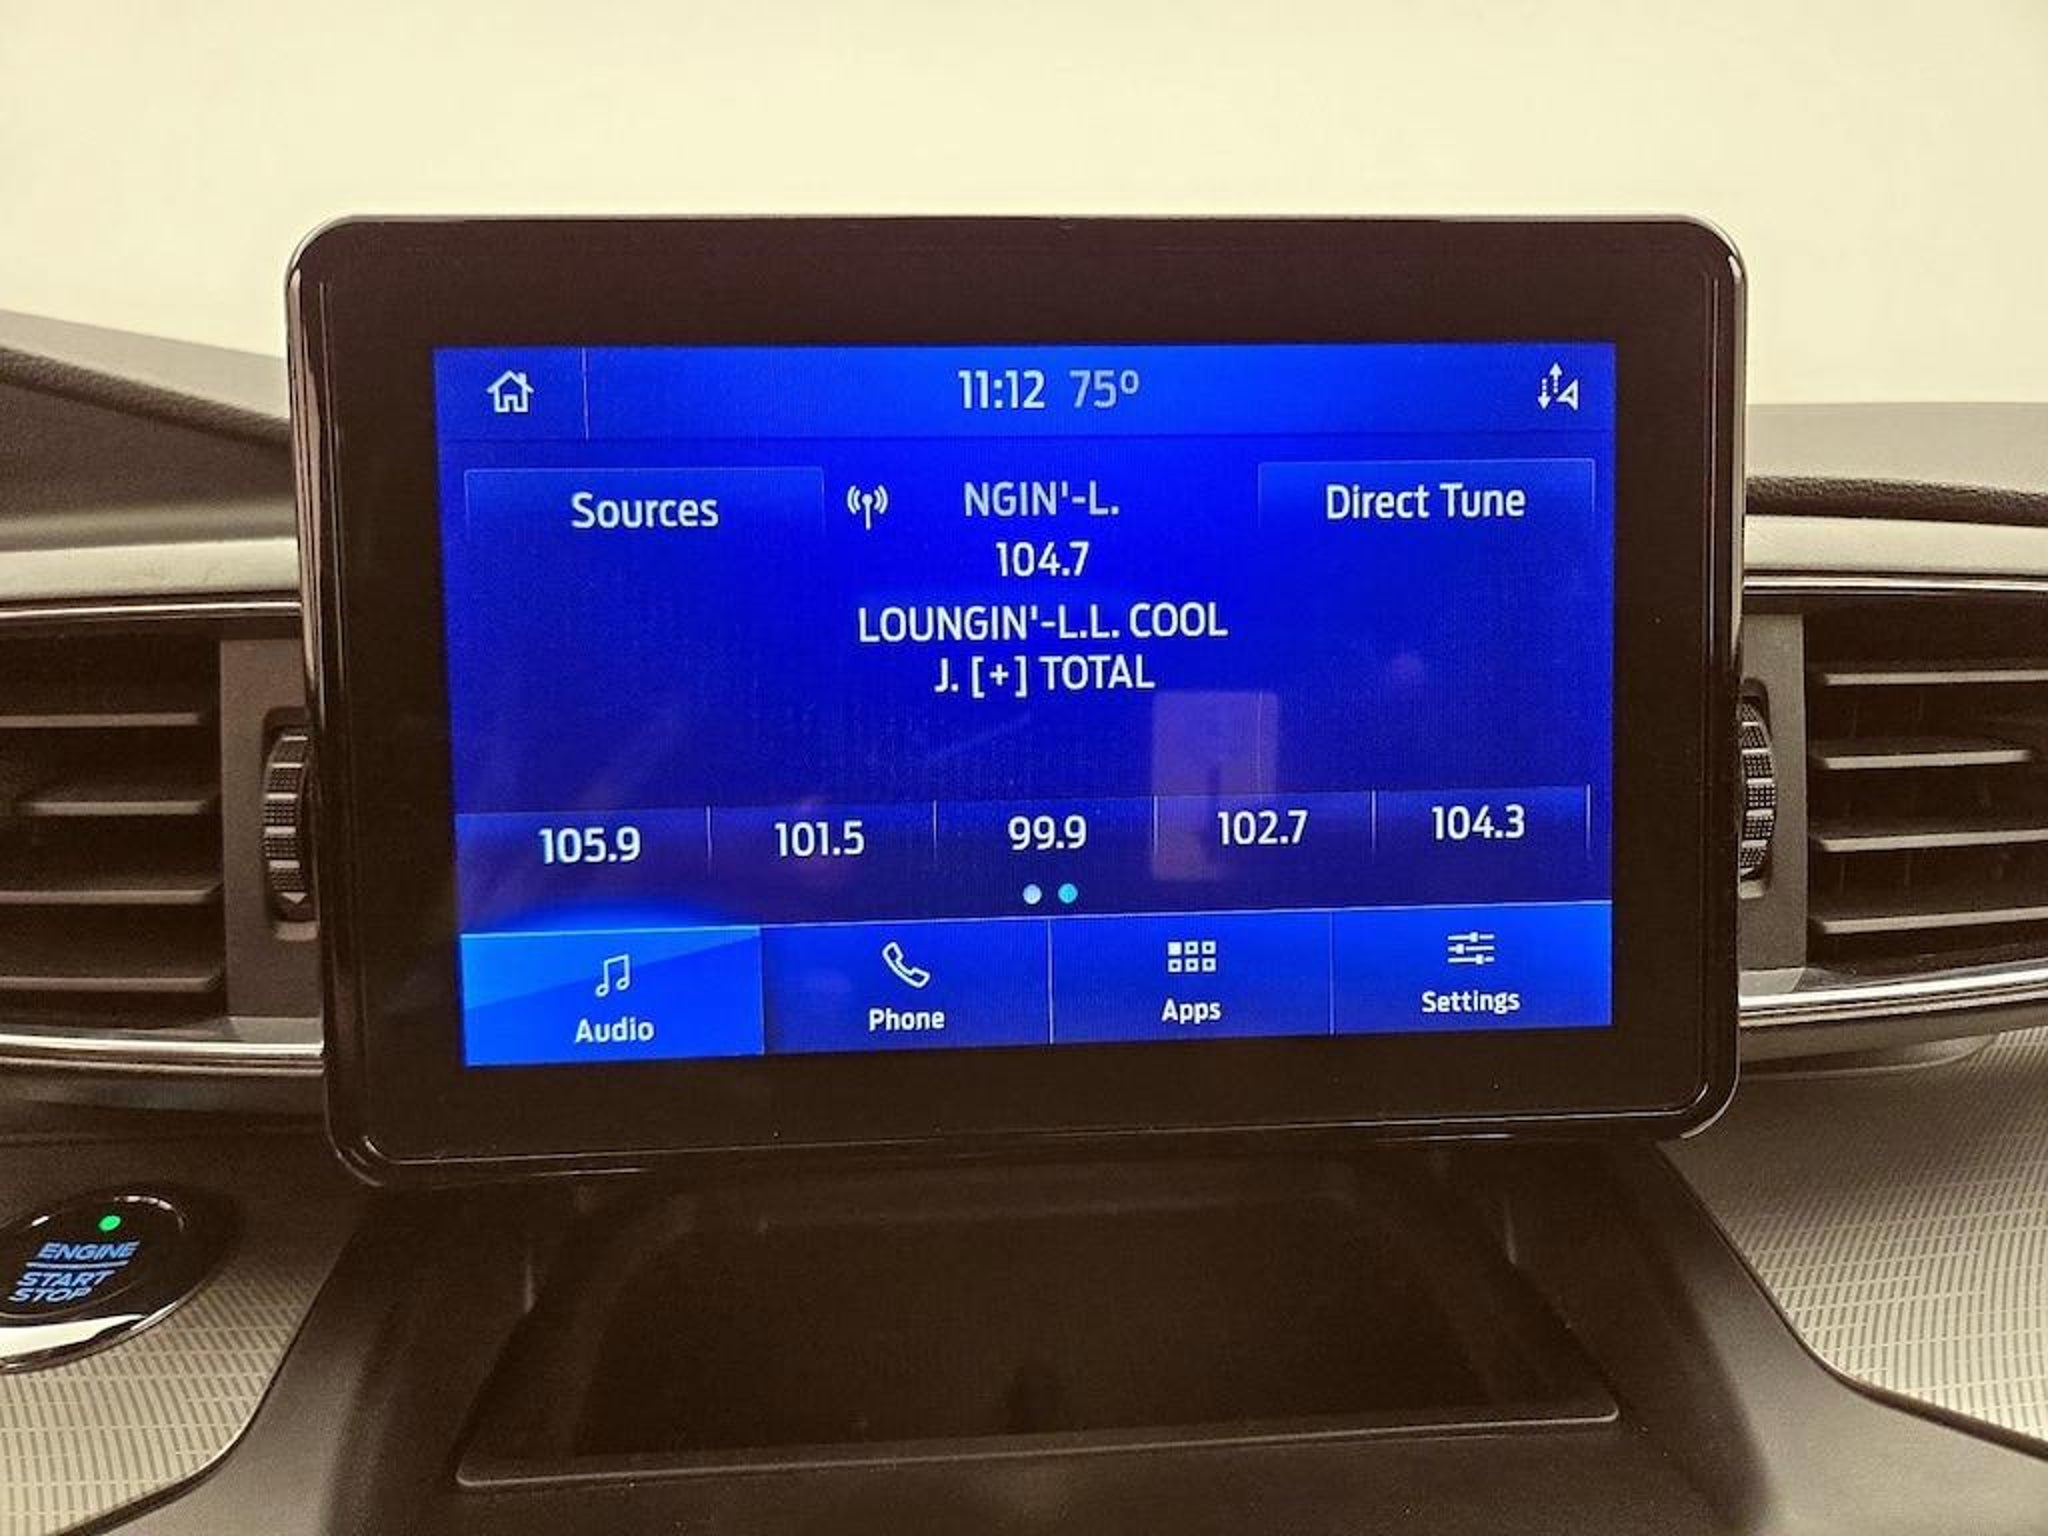 11:12 75°
Sources
NGIN'-L.
Direct Tune
104.7
LOUNGIN'-L.L. COOL
J. [+] TOTAL
105.9 101.5 99.9 102.7 104.3
Audio Phone Apps Settings
ENGINE
START
STOP